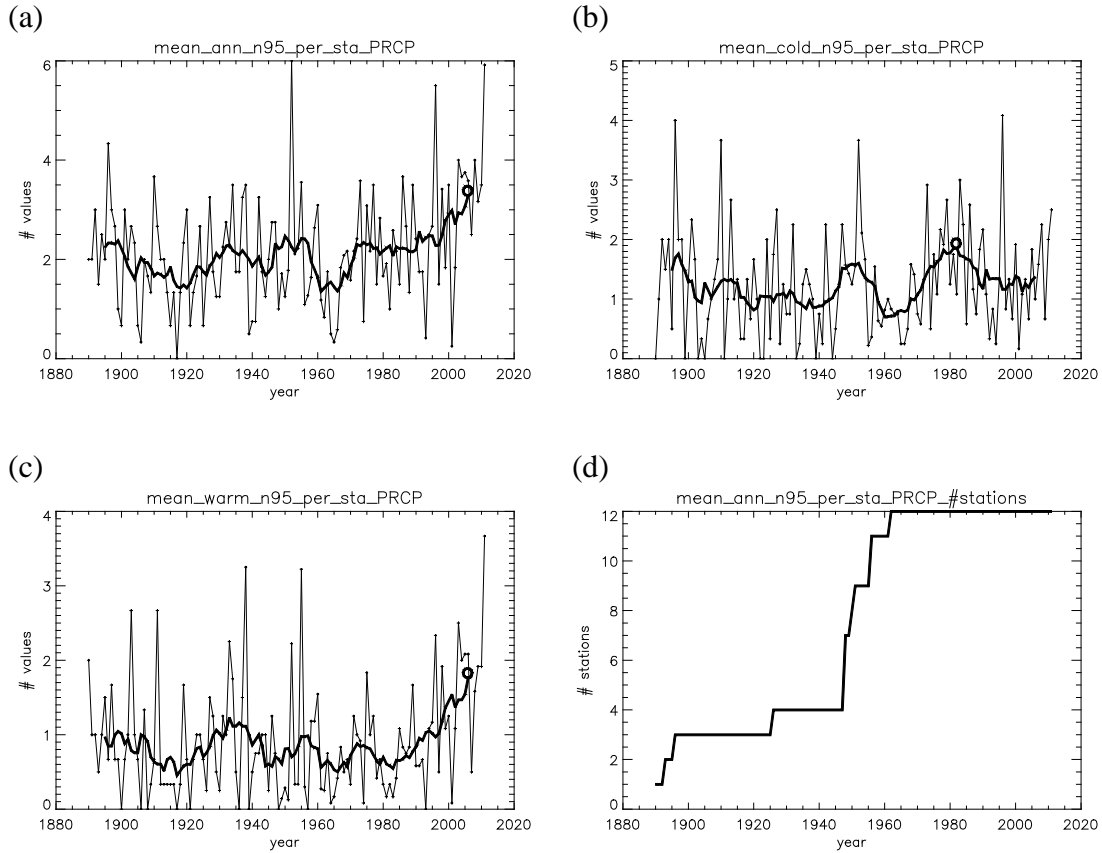 (a)
mean_ann_n95_per_sta_PRCP
6
4
2
0
# values
1880 1900 1920 1940 1960 1980 2000 2020
year
(b)
mean_cold_n95_per_sta_PRCP
5
4
3
2
1
0
# values
1880 1900 1920 1940 1960 1980 2000 2020
year
(c)
mean_warm_n95_per_sta_PRCP
4
3
2
1
0
# values
1880 1900 1920 1940 1960 1980 2000 2020
year
(d)
mean_ann_n95_per_sta_PRCP_#stations
12
10
8
6
4
2
0
# stations
1880 1900 1920 1940 1960 1980 2000 2020
year